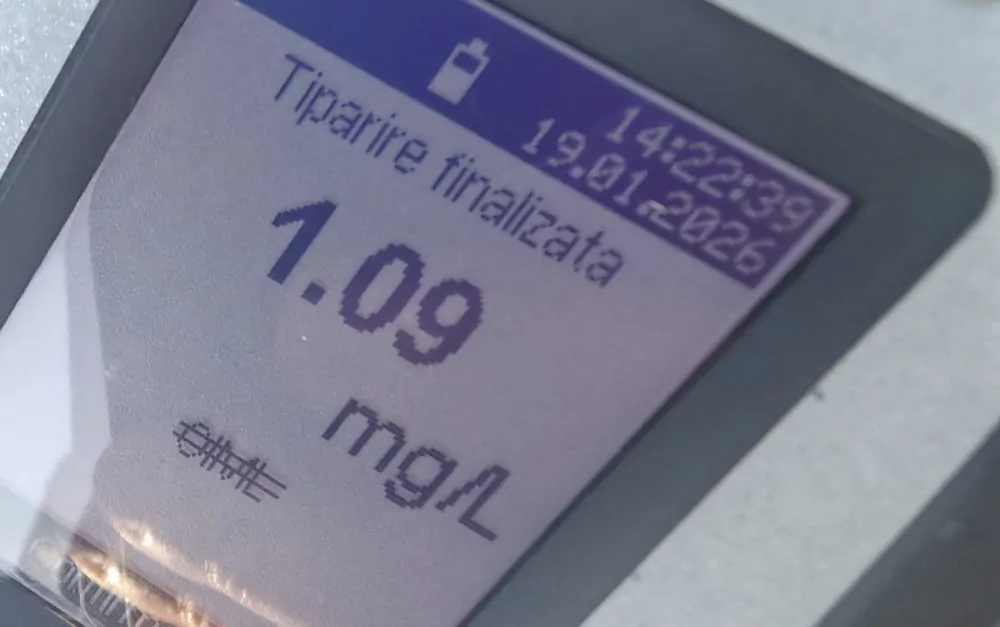 14:22:39
19.01.2026
Tiparire finalizata
1.09
mg/L